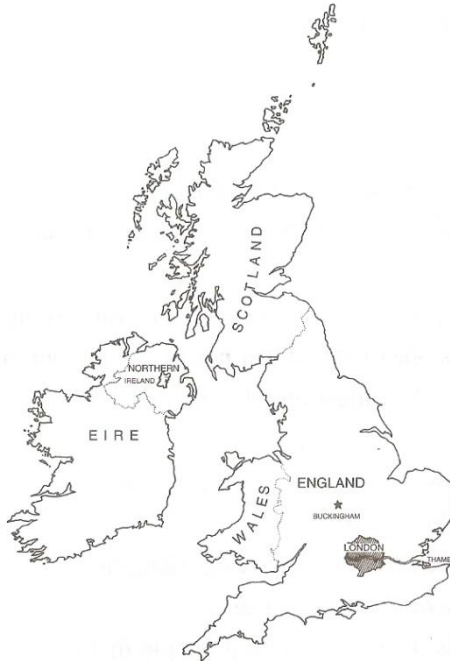 SCOTLAND
NORTHERN
IRELAND
EIRE
WALES
ENGLAND
BUCKINGHAM
LONDON
THAME